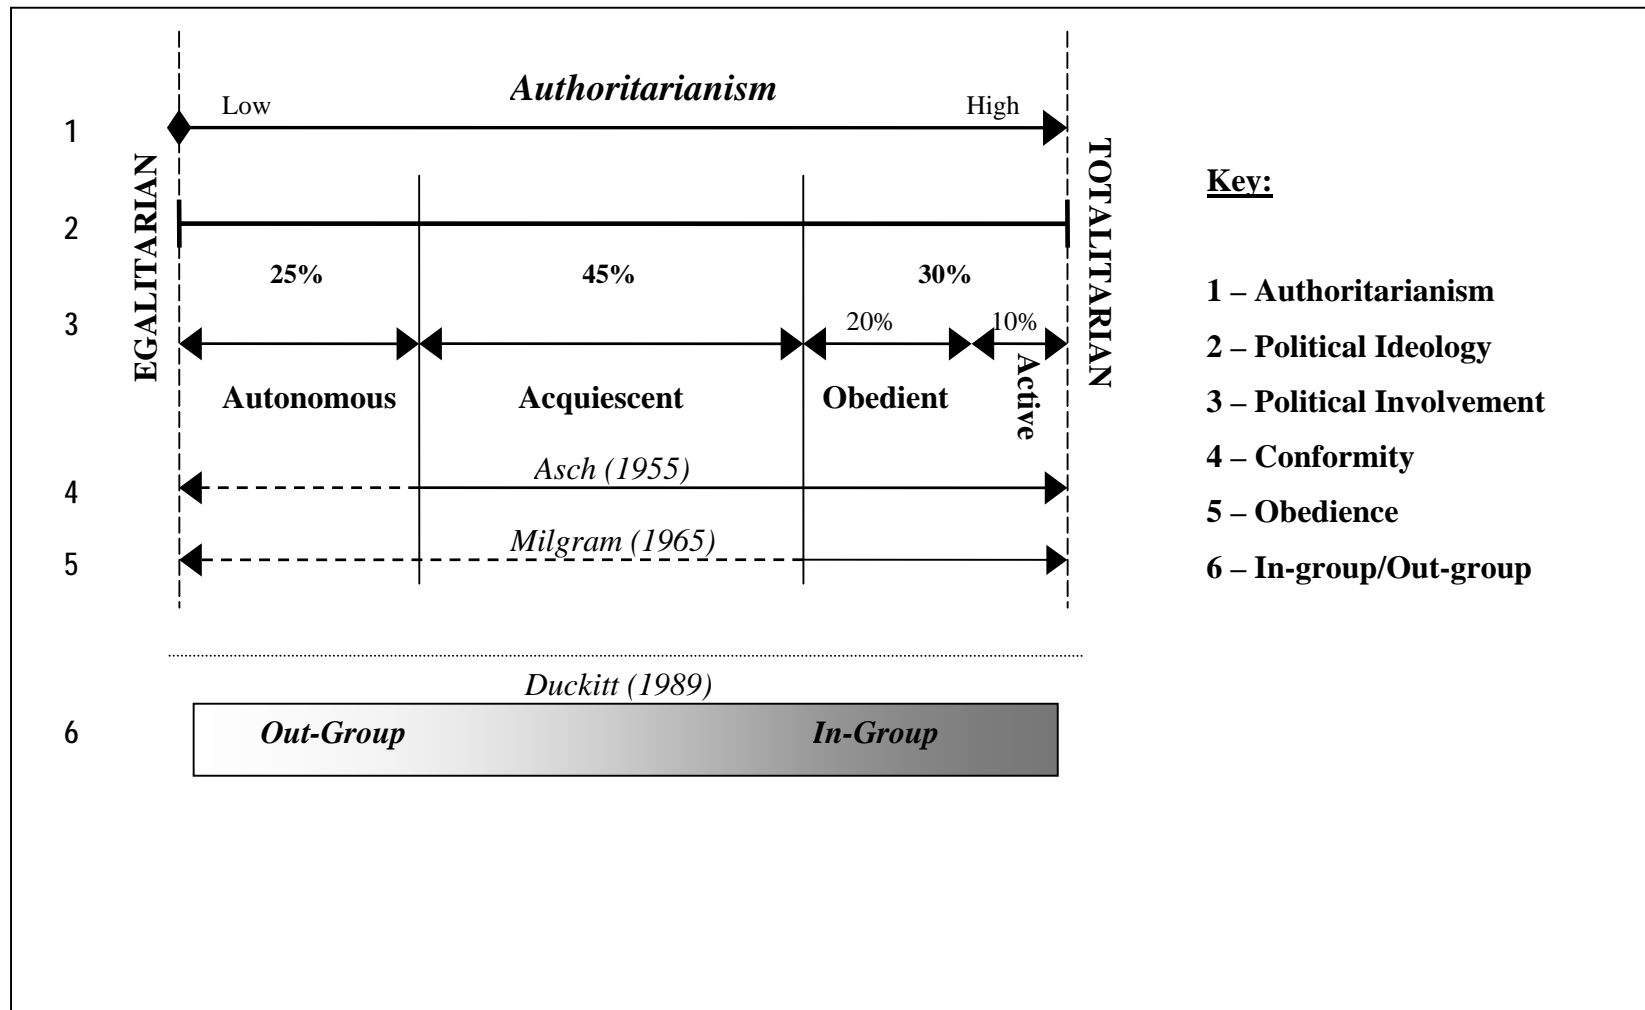 Authoritarianism
Low
High
1
EGALITARIAN
TOTALITARIAN
2
25%
45%
30%
3
20%
10%
Autonomous
Acquiescent
Obedient
Active
Asch (1955)
4
Milgram (1965)
5
Duckitt (1989)
6
Out-Group
In-Group
Key:
1 – Authoritarianism
2 – Political Ideology
3 – Political Involvement
4 – Conformity
5 – Obedience
6 – In-group/Out-group